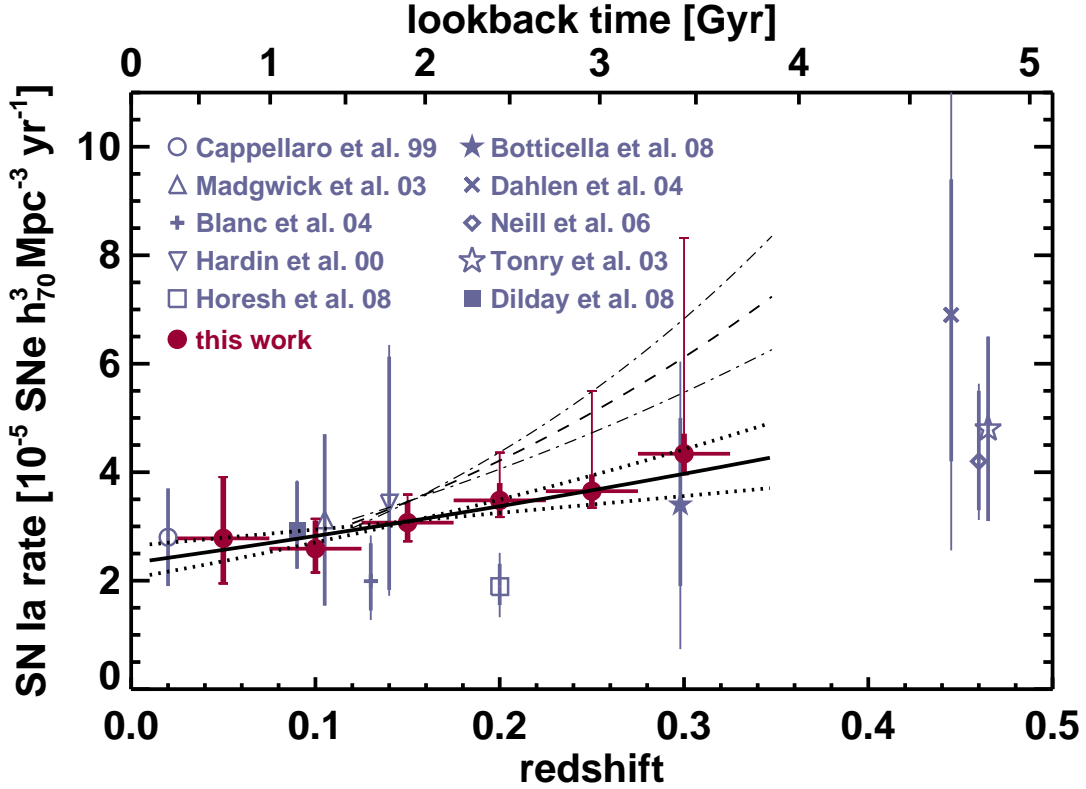 lookback time [Gyr]
0 1 2 3 4 5
SN Ia rate [10⁻⁵ SNe h³₇₀ Mpc⁻³ yr⁻¹]
10
8
6
4
2
0
Cappellaro et al. 99
Madgwick et al. 03
Blanc et al. 04
Hardin et al. 00
Horesh et al. 08
this work
Botticella et al. 08
Dahlen et al. 04
Neill et al. 06
Tonry et al. 03
Dilday et al. 08
0.0 0.1 0.2 0.3 0.4 0.5
redshift